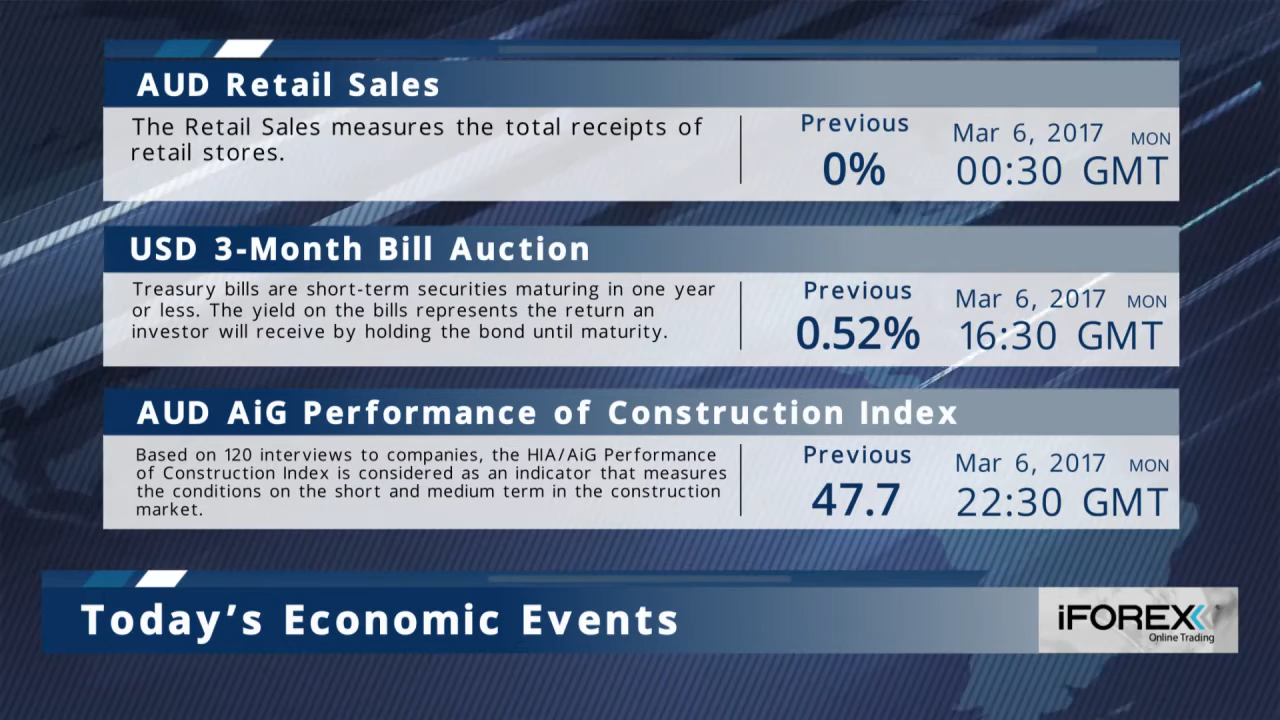 AUD Retail Sales
The Retail Sales measures the total receipts of
retail stores.
Previous
0%
Mar 6, 2017 MON
00:30 GMT
USD 3-Month Bill Auction
Treasury bills are short-term securities maturing in one year
or less. The yield on the bills represents the return an
investor will receive by holding the bond until maturity.
Previous
0.52%
Mar 6, 2017 MON
16:30 GMT
AUD AiG Performance of Construction Index
Based on 120 interviews to companies, the HIA/AiG Performance
of Construction Index is considered as an indicator that measures
the conditions on the short and medium term in the construction
market.
Previous
47.7
Mar 6, 2017 MON
22:30 GMT
Today’s Economic Events
iFOREX
Online Trading